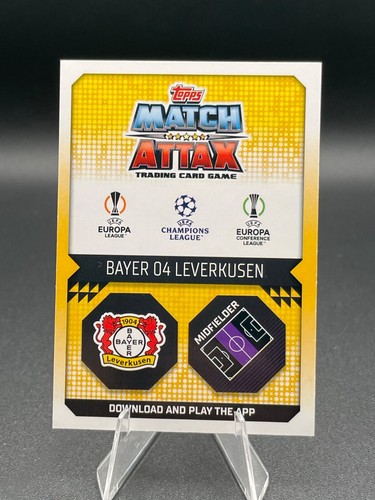 Topps
MATCH
ATTAX
TRADING CARD GAME
UEFA
EUROPA
LEAGUE
UEFA
CHAMPIONS
LEAGUE
UEFA
EUROPA
CONFERENCE
LEAGUE
BAYER 04 LEVERKUSEN
1904
BAYER
BAYER
Leverkusen
MIDFIELDER
DOWNLOAD AND PLAY THE APP